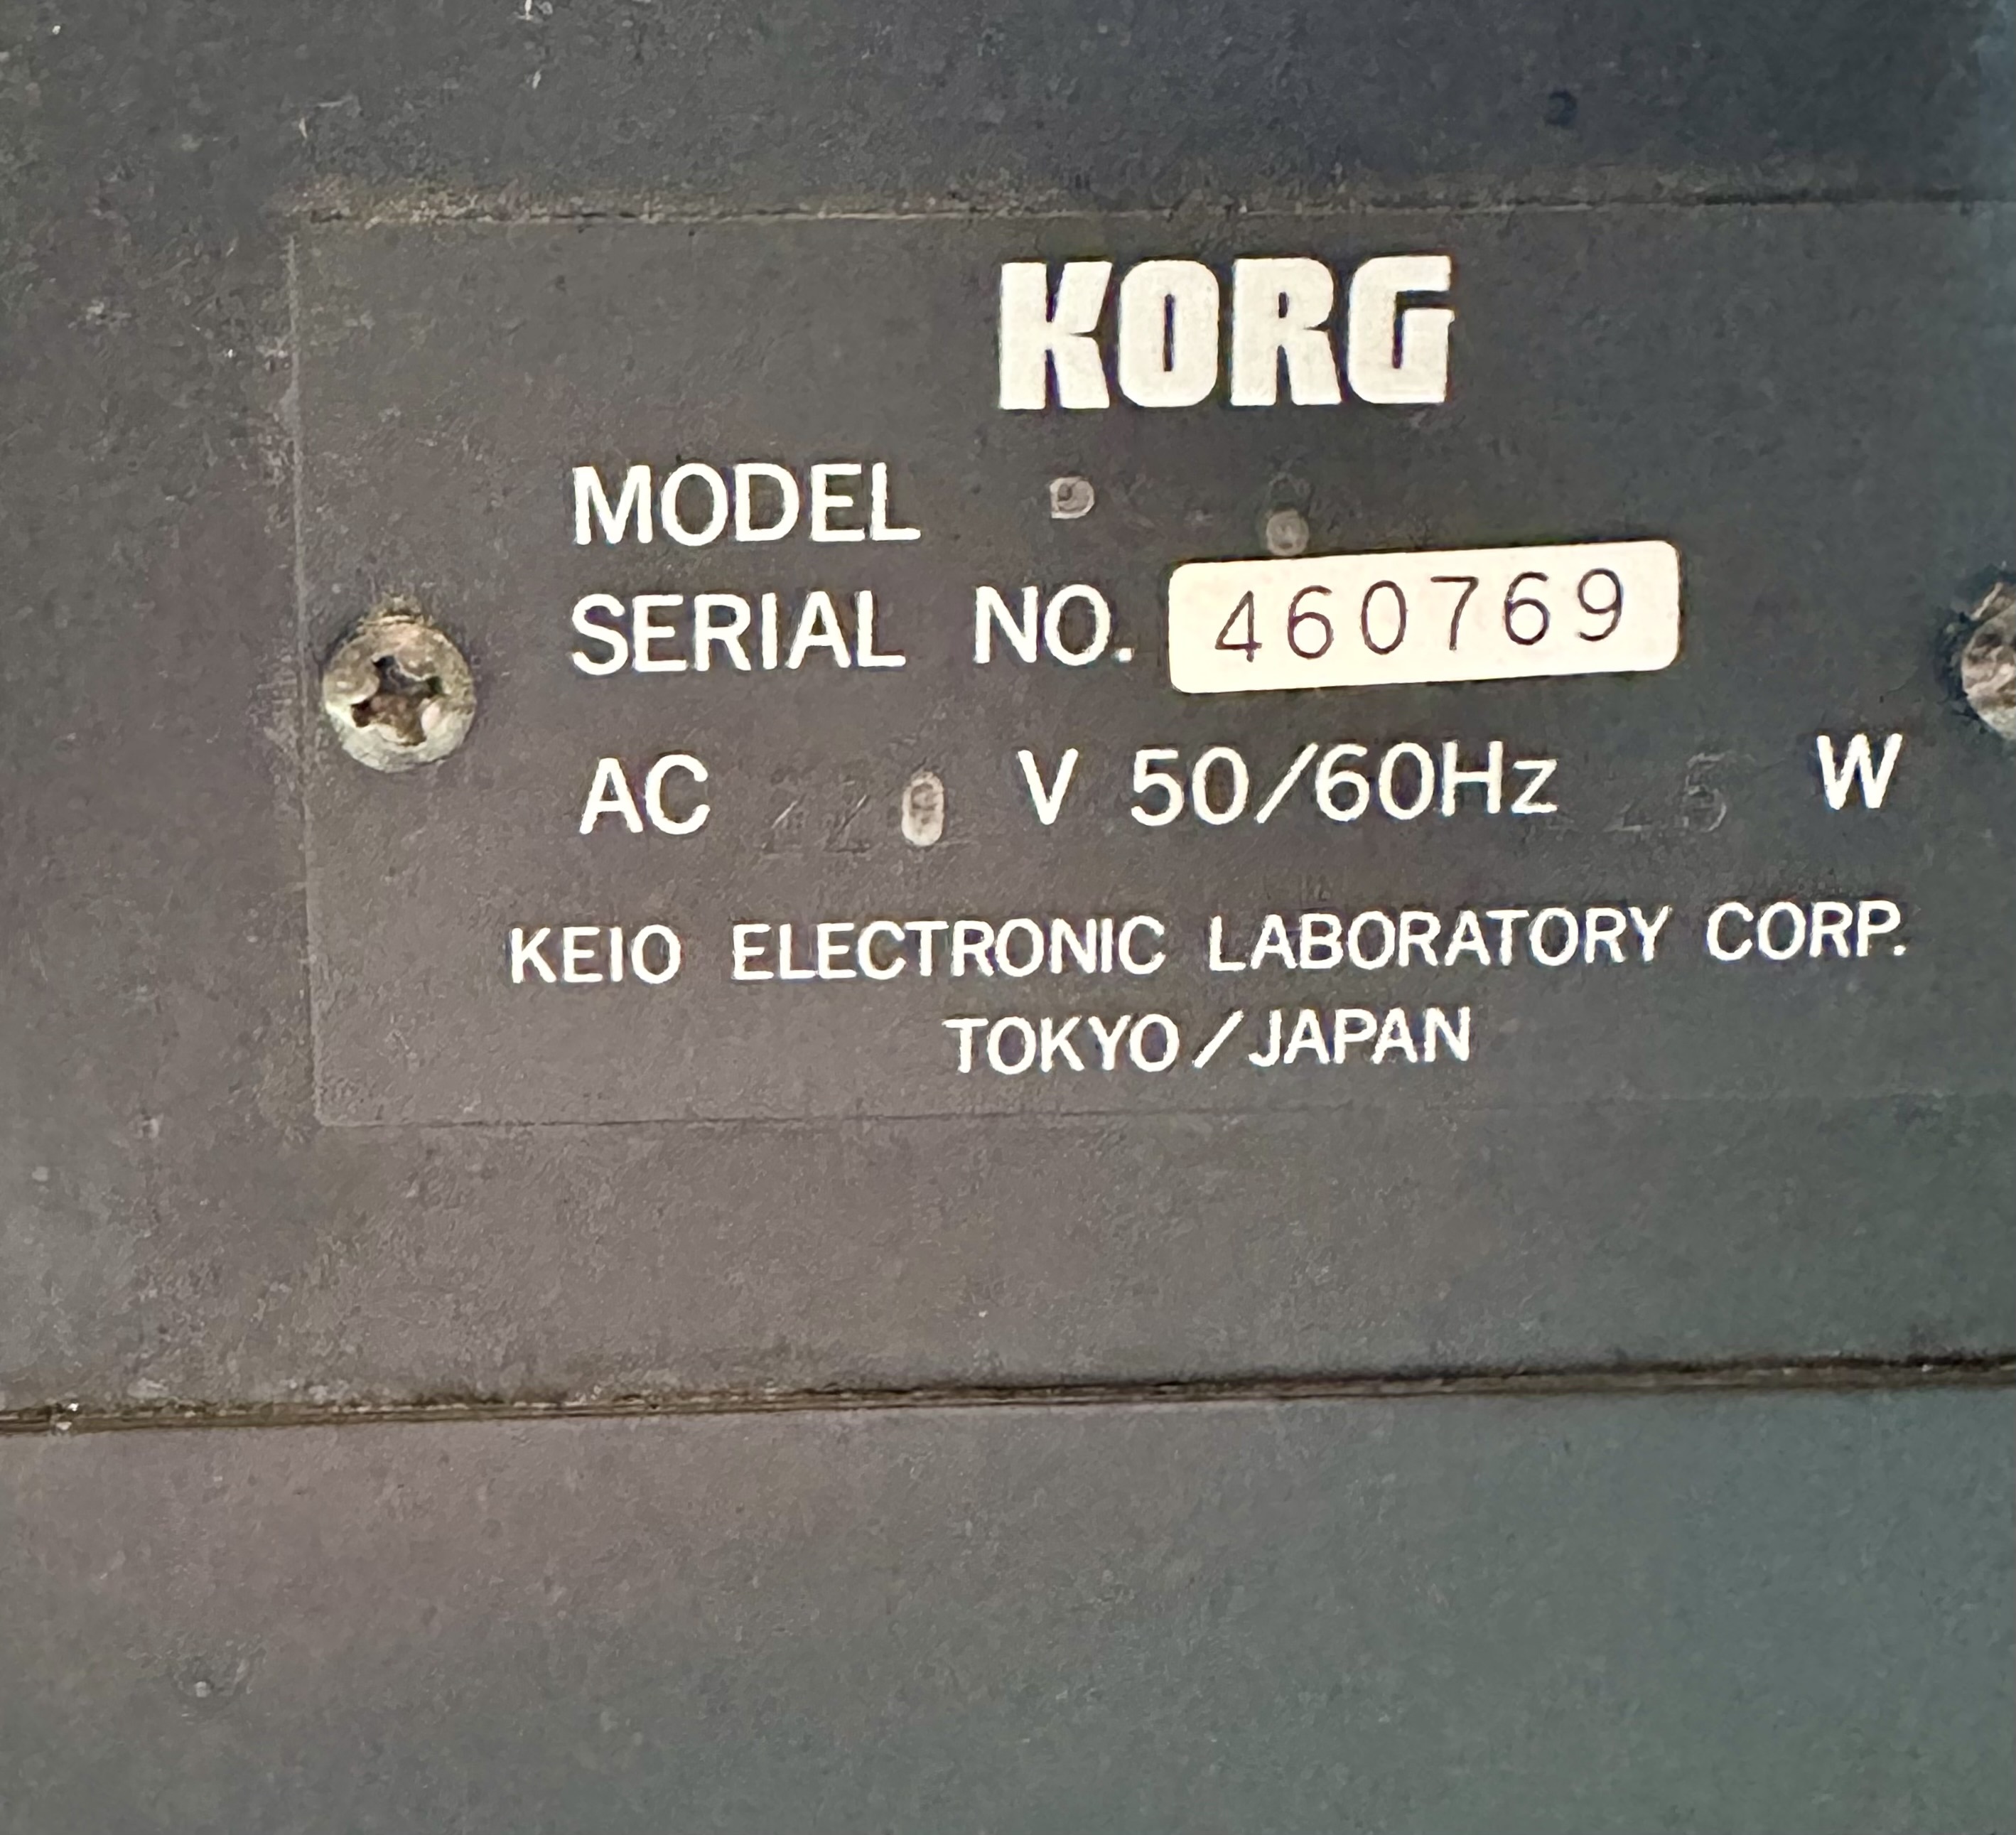 KORG
MODEL
SERIAL NO. 460769
AC V 50/60Hz W
KEIO ELECTRONIC LABORATORY CORP.
TOKYO/JAPAN